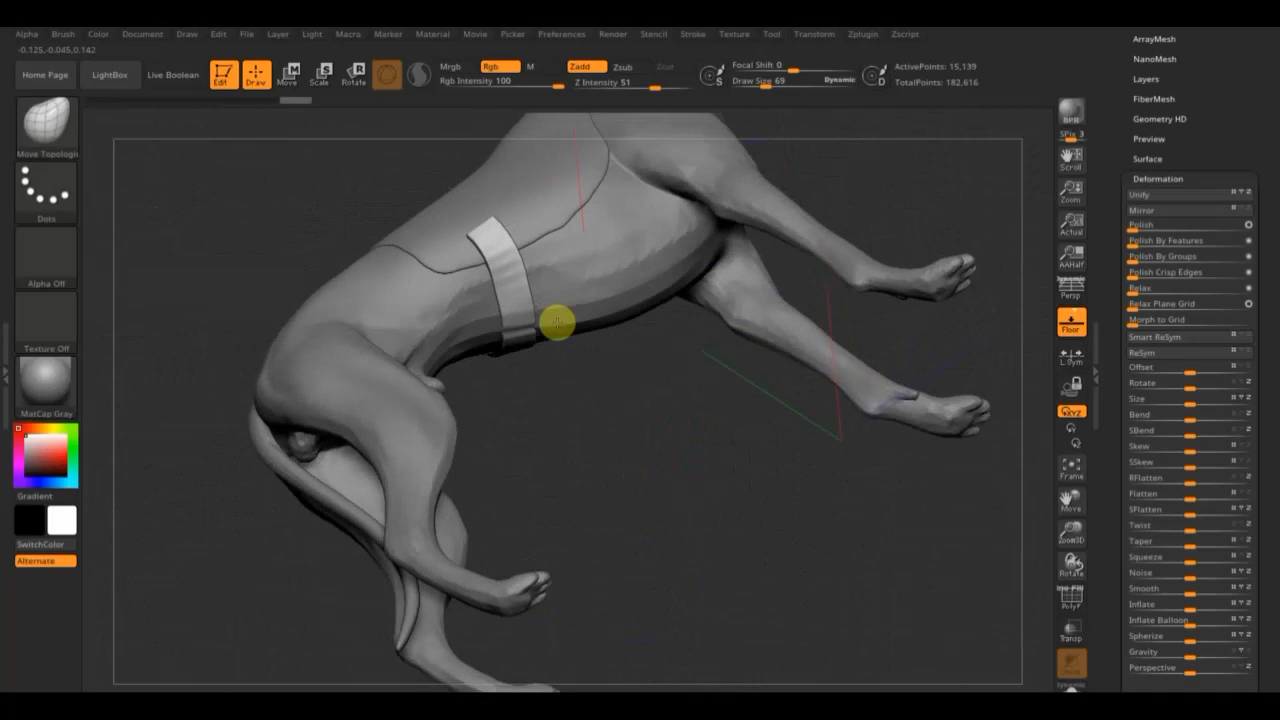 Alpha Brush Color Document Draw Edit File Layer Light Macro Marker Material Movie Picker Preferences Render Stencil Stroke Texture Tool Transform Zplugin Zscript
-0.125,-0.045,0.142
Home Page LightBox Live Boolean Edit Draw Move Scale Rotate
Mrgb Rgb M
Rgb Intensity 100
Zadd Zsub Zcut
Z Intensity 51
S
Focal Shift 0
Draw Size 69 Dynamic
D
ActivePoints: 15,139
TotalPoints: 182,616
Move Topologic
Dots
Alpha Off
Texture Off
MatCap Gray
Gradient
SwitchColor
Alternate
BPR
SPix 3
Scroll
Zoom
Actual
AAHalf
Dynamic
Persp
Floor
L.Sym
XYZ
Frame
Move
Zoom3D
Rotate
PolyF
Transp
Dynamic
ArrayMesh
NanoMesh
Layers
FiberMesh
Geometry HD
Preview
Surface
Deformation
Unify
Mirror
Polish
Polish By Features
Polish By Groups
Polish Crisp Edges
Relax
Relax Plane Grid
Morph to Grid
Smart ReSym
ReSym
Offset
Rotate
Size
Bend
SBend
Skew
SSkew
RFlatten
Flatten
SFlatten
Twist
Taper
Squeeze
Noise
Smooth
Inflate
Inflate Balloon
Spherize
Gravity
Perspective